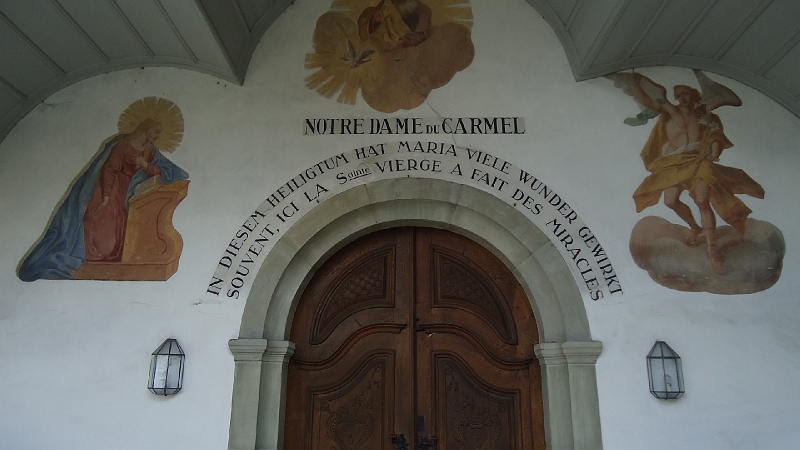 NOTRE DAME DU CARMEL
IN DIESEM HEILIGTUM HAT MARIA VIELE WUNDER GEWIRKT
SOUVENT, ICI LA Sainte VIERGE A FAIT DES MIRACLES